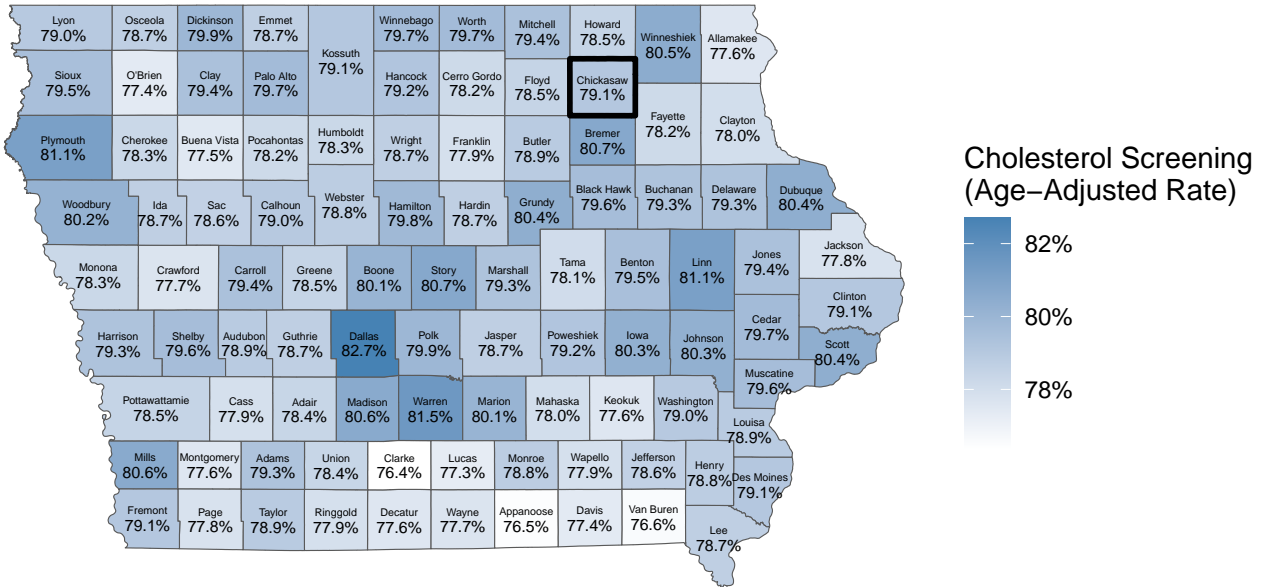 Lyon
79.0%
Osceola
78.7%
Dickinson
79.9%
Emmet
78.7%
Kossuth
79.1%
Winnebago
79.7%
Worth
79.7%
Mitchell
79.4%
Howard
78.5%
Winneshiek
80.5%
Allamakee
77.6%
Sioux
79.5%
O'Brien
77.4%
Clay
79.4%
Palo Alto
79.7%
Hancock
79.2%
Cerro Gordo
78.2%
Floyd
78.5%
Chickasaw
79.1%
Fayette
78.2%
Clayton
78.0%
Plymouth
81.1%
Cherokee
78.3%
Buena Vista
77.5%
Pocahontas
78.2%
Humboldt
78.3%
Wright
78.7%
Franklin
77.9%
Butler
78.9%
Bremer
80.7%
Woodbury
80.2%
Ida
78.7%
Sac
78.6%
Calhoun
79.0%
Webster
78.8%
Hamilton
79.8%
Hardin
78.7%
Grundy
80.4%
Black Hawk
79.6%
Buchanan
79.3%
Delaware
79.3%
Dubuque
80.4%
Monona
78.3%
Crawford
77.7%
Carroll
79.4%
Greene
78.5%
Boone
80.1%
Story
80.7%
Marshall
79.3%
Tama
78.1%
Benton
79.5%
Linn
81.1%
Jones
79.4%
Jackson
77.8%
Clinton
79.1%
Harrison
79.3%
Shelby
79.6%
Audubon
78.9%
Guthrie
78.7%
Dallas
82.7%
Polk
79.9%
Jasper
78.7%
Poweshiek
79.2%
Iowa
80.3%
Johnson
80.3%
Cedar
79.7%
Scott
80.4%
Muscatine
79.6%
Pottawattamie
78.5%
Cass
77.9%
Adair
78.4%
Madison
80.6%
Warren
81.5%
Marion
80.1%
Mahaska
78.0%
Keokuk
77.6%
Washington
79.0%
Louisa
78.9%
Mills
80.6%
Montgomery
77.6%
Adams
79.3%
Union
78.4%
Clarke
76.4%
Lucas
77.3%
Monroe
78.8%
Wapello
77.9%
Jefferson
78.6%
Henry
78.8%
Des Moines
79.1%
Fremont
79.1%
Page
77.8%
Taylor
78.9%
Ringgold
77.9%
Decatur
77.6%
Wayne
77.7%
Appanoose
76.5%
Davis
77.4%
Van Buren
76.6%
Lee
78.7%
Cholesterol Screening
(Age−Adjusted Rate)
82%
80%
78%